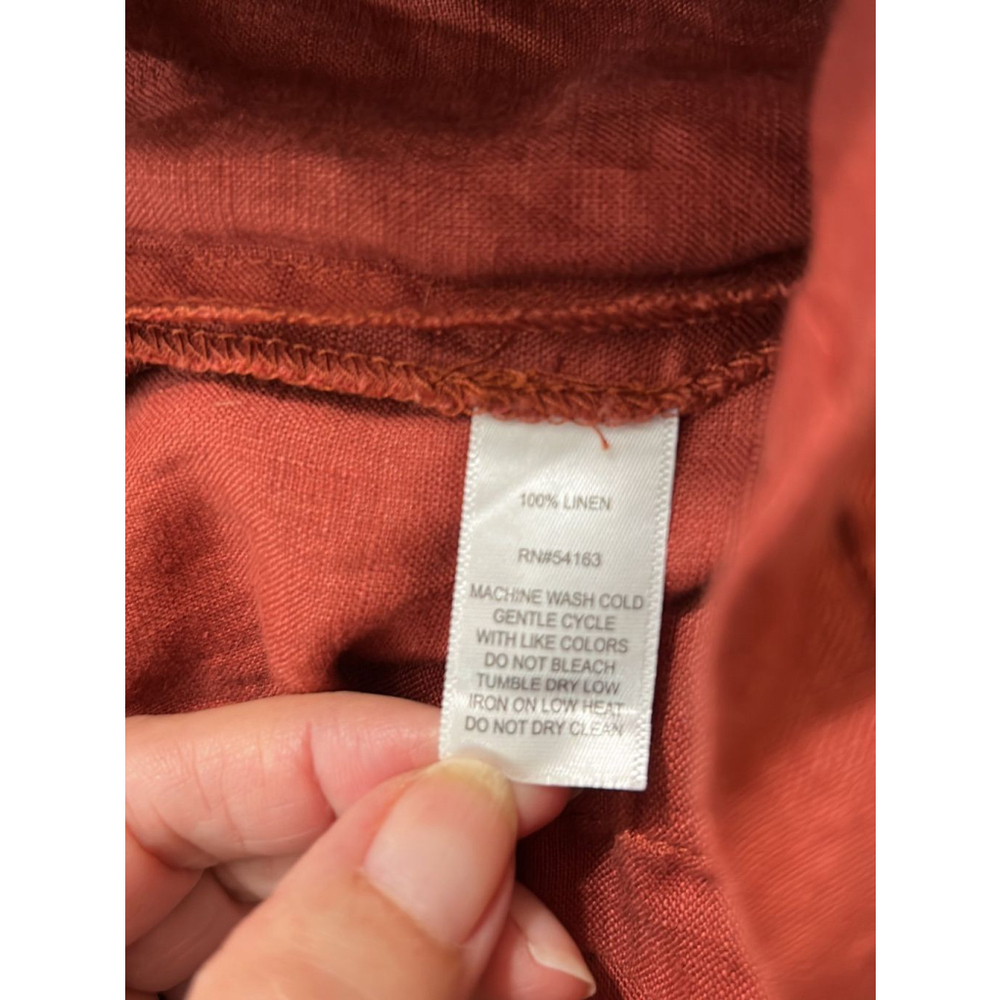 100% LINEN
RN#54163
MACHINE WASH COLD
GENTLE CYCLE
WITH LIKE COLORS
DO NOT BLEACH
TUMBLE DRY LOW
IRON ON LOW HEAT
DO NOT DRY CLEAN